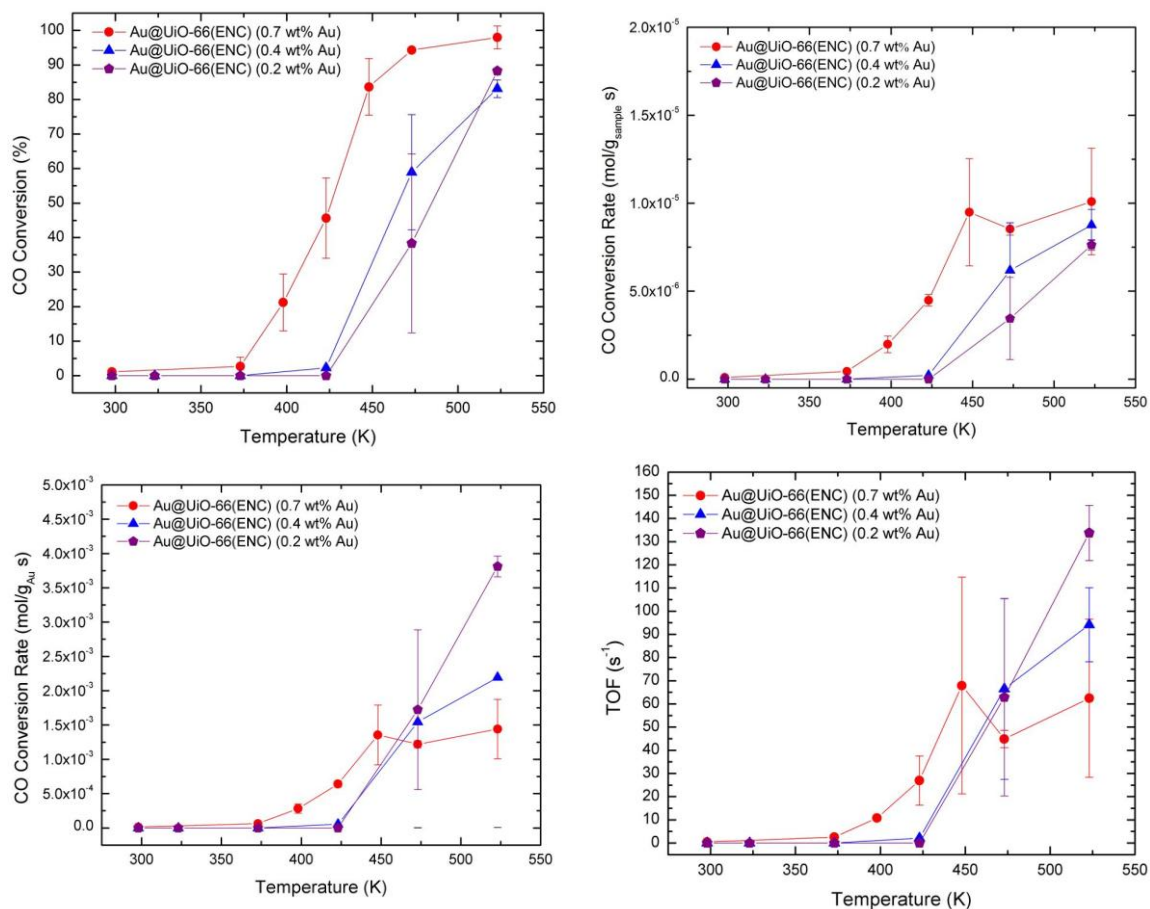 Au@UiO-66(ENC) (0.7 wt% Au)
Au@UiO-66(ENC) (0.4 wt% Au)
Au@UiO-66(ENC) (0.2 wt% Au)
100
90
80
70
60
50
40
30
20
10
0
CO Conversion (%)
300 350 400 450 500 550
Temperature (K)
Au@UiO-66(ENC) (0.7 wt% Au)
Au@UiO-66(ENC) (0.4 wt% Au)
Au@UiO-66(ENC) (0.2 wt% Au)
2.0x10⁻⁵
1.5x10⁻⁵
1.0x10⁻⁵
5.0x10⁻⁶
0.0
CO Conversion Rate (mol/g_sample s)
300 350 400 450 500 550
Temperature (K)
Au@UiO-66(ENC) (0.7 wt% Au)
Au@UiO-66(ENC) (0.4 wt% Au)
Au@UiO-66(ENC) (0.2 wt% Au)
5.0x10⁻³
4.0x10⁻³
3.5x10⁻³
3.0x10⁻³
2.5x10⁻³
2.0x10⁻³
1.5x10⁻³
1.0x10⁻³
5.0x10⁻⁴
0.0
CO Conversion Rate (mol/g_Au s)
300 350 400 450 500 550
Temperature (K)
Au@UiO-66(ENC) (0.7 wt% Au)
Au@UiO-66(ENC) (0.4 wt% Au)
Au@UiO-66(ENC) (0.2 wt% Au)
160
150
140
130
120
110
100
90
80
70
60
50
40
30
20
10
0
TOF (s⁻¹)
300 350 400 450 500 550
Temperature (K)